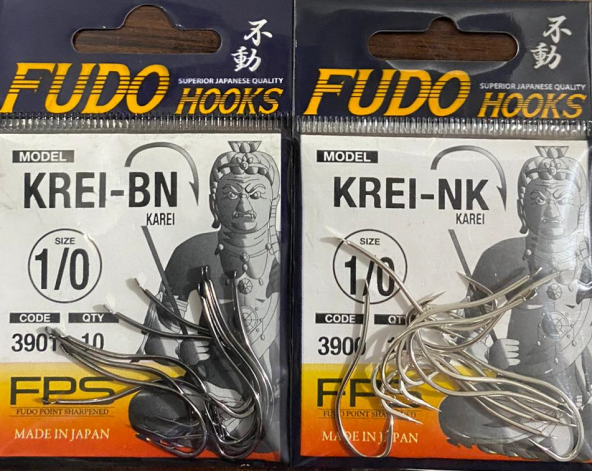 不動
FUDO
SUPERIOR JAPANESE QUALITY
HOOKS
MODEL
KREI-BN
KAREI
SIZE
1/0
CODE
QTY
3901
10
FPS
FUDO POINT SHARPENED
MADE IN JAPAN
不動
FUDO
SUPERIOR JAPANESE QUALITY
HOOKS
MODEL
KREI-NK
KAREI
SIZE
1/0
CODE
3900
FPS
FUDO POINT SHARPENED
MADE IN JAPAN